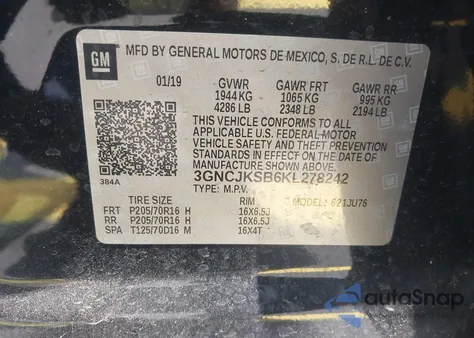 GM
MFD BY GENERAL MOTORS DE MEXICO, S. DE R.L. DE C.V.
01/19 GVWR GAWR FRT GAWR RR
1944 KG 1065 KG 995 KG
4286 LB 2348 LB 2194 LB
THIS VEHICLE CONFORMS TO ALL
APPLICABLE U.S. FEDERAL MOTOR
VEHICLE SAFETY AND THEFT
PREVENTION STANDARDS IN
EFFECT ON THE DATE OF
MANUFACTURE SHOWN ABOVE.
3GNCJKSB6KL278242
384A TYPE: M.P.V. MODEL: 621JU76
TIRE SIZE RIM
FRT P205/70R16 H 16X6.5J
RR P205/70R16 H 16X6.5J
SPA T125/70D16 M 16X4T
autoSnap